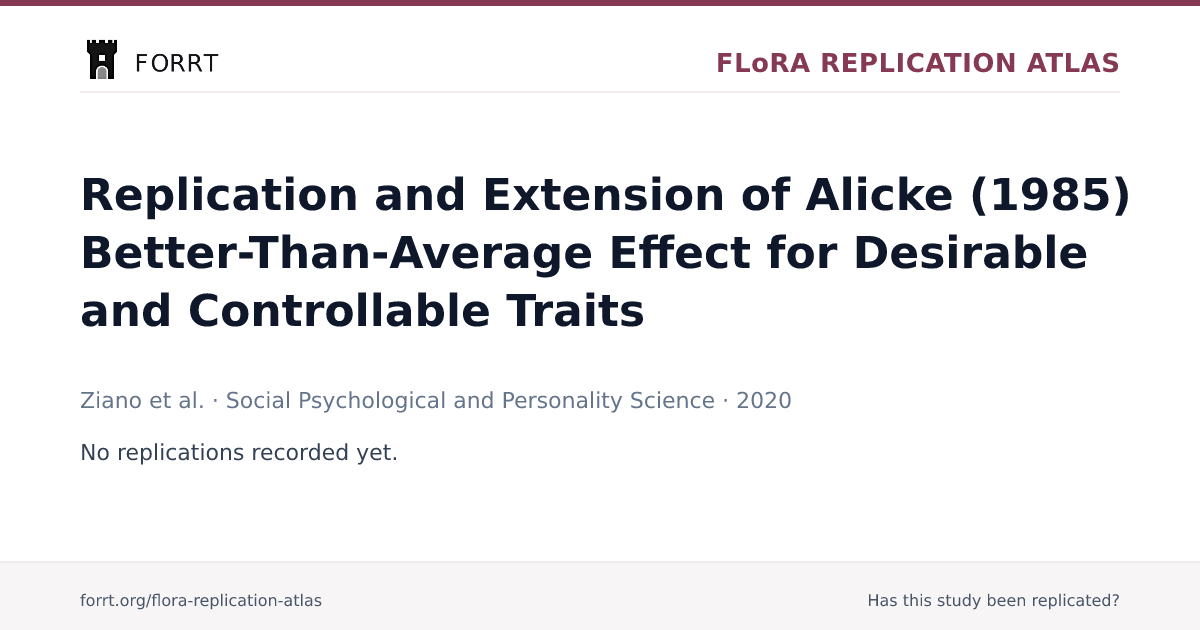 FORRT
FLoRA REPLICATION ATLAS
Replication and Extension of Alicke (1985)
Better-Than-Average Effect for Desirable
and Controllable Traits
Ziano et al. · Social Psychological and Personality Science · 2020
No replications recorded yet.
forrt.org/flora-replication-atlas
Has this study been replicated?